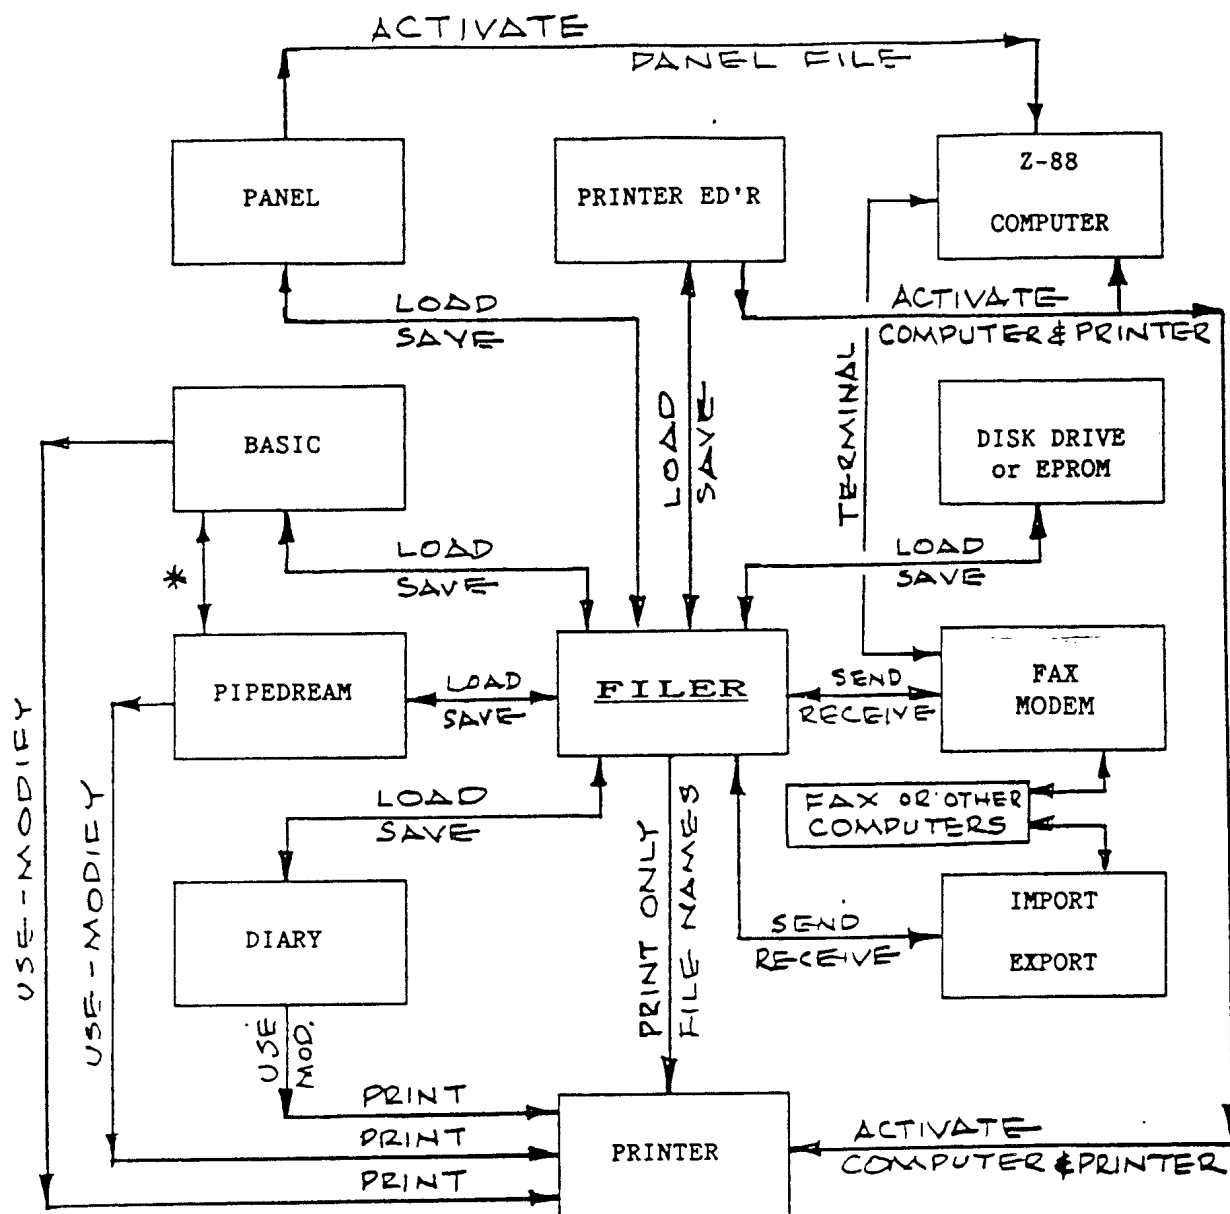 ACTIVATE
PANEL FILE
PANEL
PRINTER ED'R
Z-88
COMPUTER
LOAD
SAVE
ACTIVATE
COMPUTER & PRINTER
LOAD
SAVE
TERMINAL
BASIC
DISK DRIVE
or EPROM
*
LOAD
SAVE
LOAD
SAVE
PIPEDREAM
LOAD
SAVE
FILER
SEND
RECEIVE
FAX
MODEM
USE-MODIFY
USE-MODIFY
LOAD
SAVE
FAX OR OTHER
COMPUTERS
PRINT ONLY
FILE NAMES
DIARY
SEND
RECEIVE
IMPORT
EXPORT
USE
MOD.
PRINT
PRINT
PRINT
PRINTER
ACTIVATE
COMPUTER & PRINTER